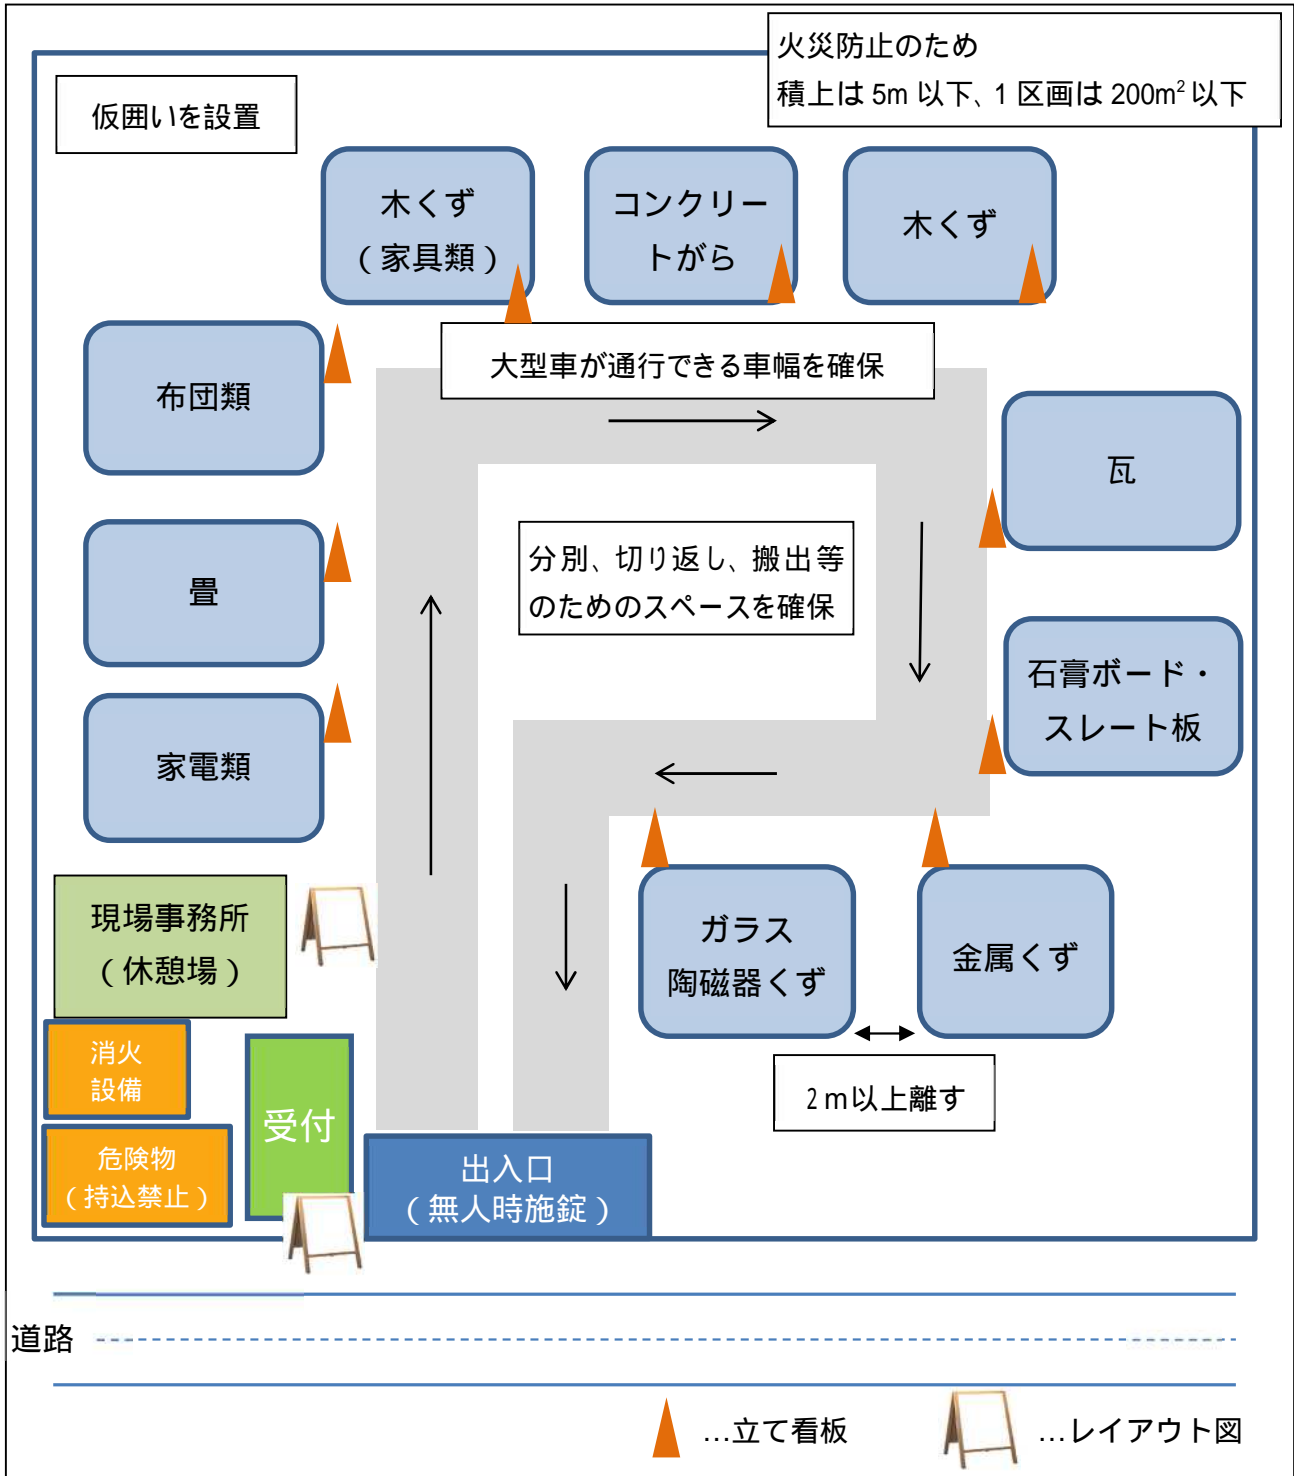 火災防止のため
積上は 5m 以下、1 区画は 200m² 以下
仮囲いを設置
木くず
（家具類）
コンクリー
トがら
木くず
布団類
大型車が通行できる車幅を確保
瓦
分別、切り返し、搬出等
のためのスペースを確保
畳
石膏ボード・
スレート板
家電類
現場事務所
（休憩場）
ガラス
陶磁器くず
金属くず
消火
設備
2ｍ以上離す
受付
危険物
（持込禁止）
出入口
（無人時施錠）
道路
…立て看板
…レイアウト図